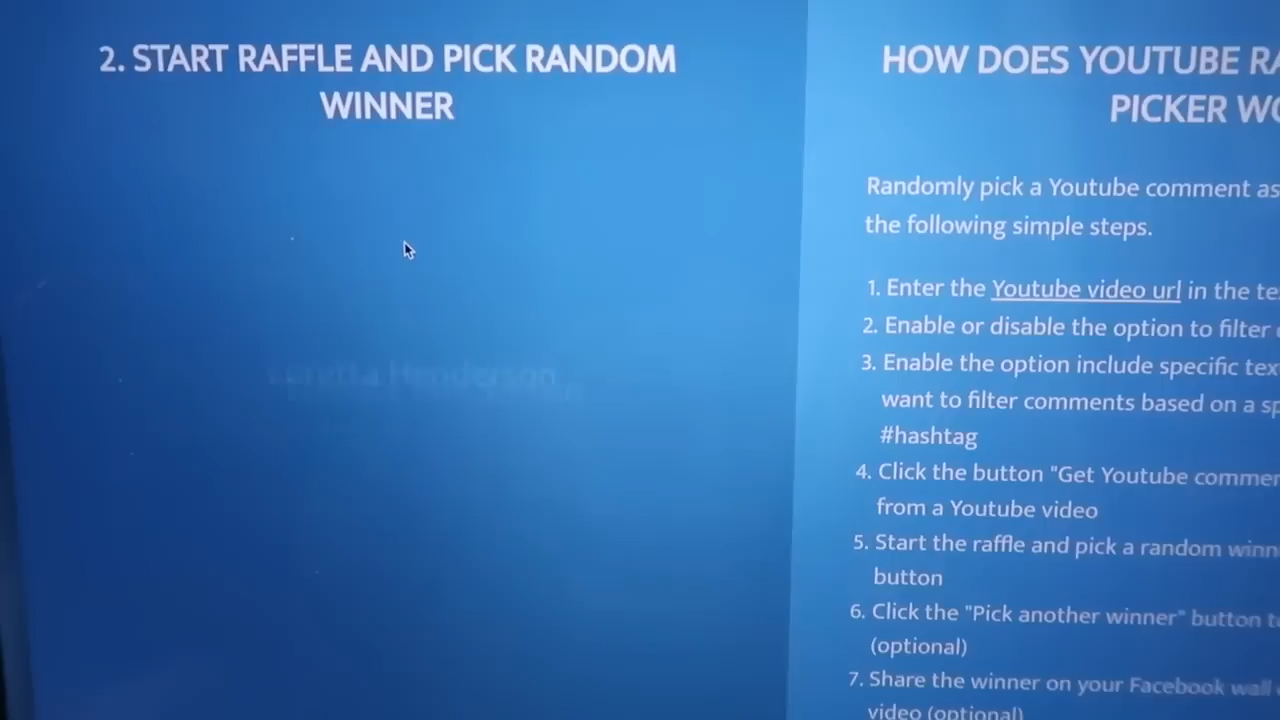 2. START RAFFLE AND PICK RANDOM
WINNER
HOW DOES YOUTUBE RA
PICKER WO
Randomly pick a Youtube comment as
the following simple steps.
1. Enter the Youtube video url in the te
2. Enable or disable the option to filter
3. Enable the option include specific tex
want to filter comments based on a sp
#hashtag
4. Click the button "Get Youtube commen
from a Youtube video
5. Start the raffle and pick a random winn
button
6. Click the "Pick another winner" button t
(optional)
7. Share the winner on your Facebook wall
video (optional)
Henderson